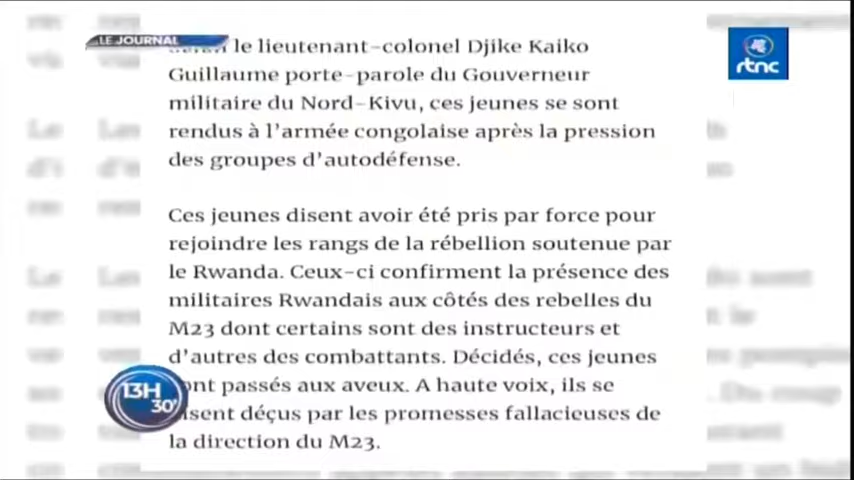 LE JOURNAL
le lieutenant-colonel Djike Kaiko
Guillaume porte-parole du Gouverneur
militaire du Nord-Kivu, ces jeunes se sont
rendus à l'armée congolaise après la pression
des groupes d'autodéfense.
Ces jeunes disent avoir été pris par force pour
rejoindre les rangs de la rébellion soutenue par
le Rwanda. Ceux-ci confirment la présence des
militaires Rwandais aux côtés des rebelles du
M23 dont certains sont des instructeurs et
d'autres des combattants. Décidés, ces jeunes
passés aux aveux. A haute voix, ils se
déçus par les promesses fallacieuses de
la direction du M23.
rtnc
13H
30'